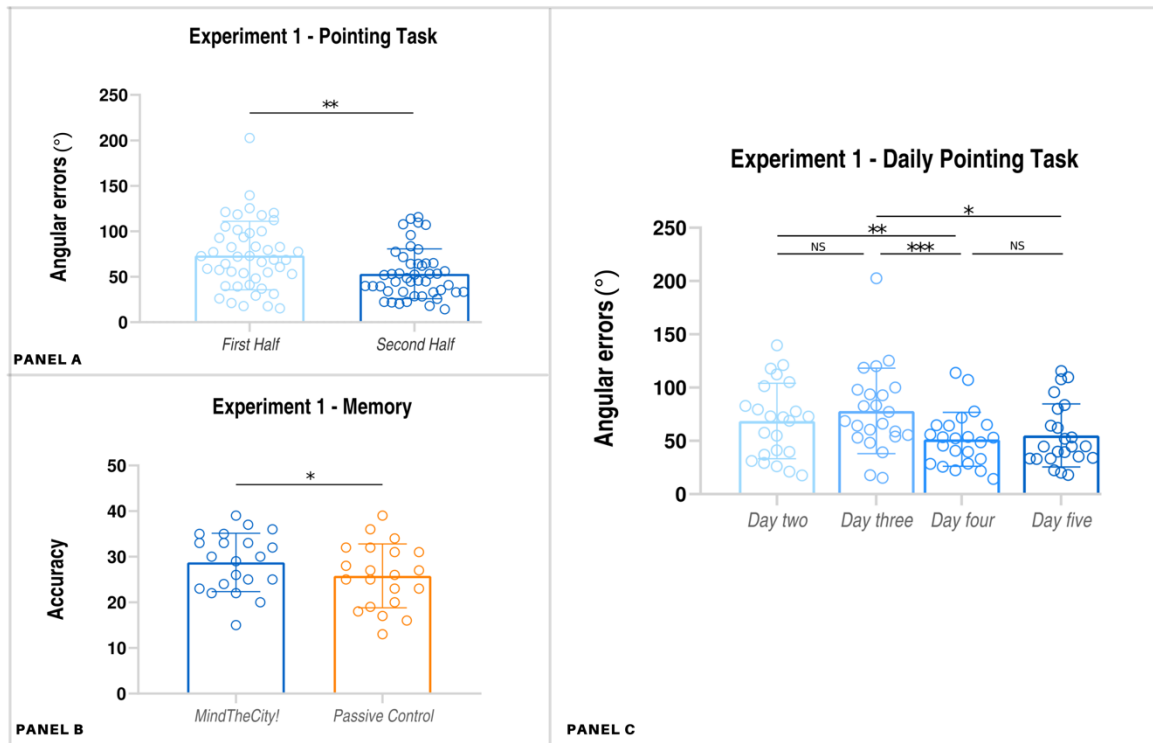 Experiment 1 - Pointing Task
Angular errors (°)
250
200
150
100
50
0
**
First Half
Second Half
PANEL A
Experiment 1 - Memory
Accuracy
50
40
30
20
10
0
*
MindTheCity!
Passive Control
PANEL B
Experiment 1 - Daily Pointing Task
Angular errors (°)
250
200
150
100
50
0
*
**
NS
***
NS
Day two
Day three
Day four
Day five
PANEL C